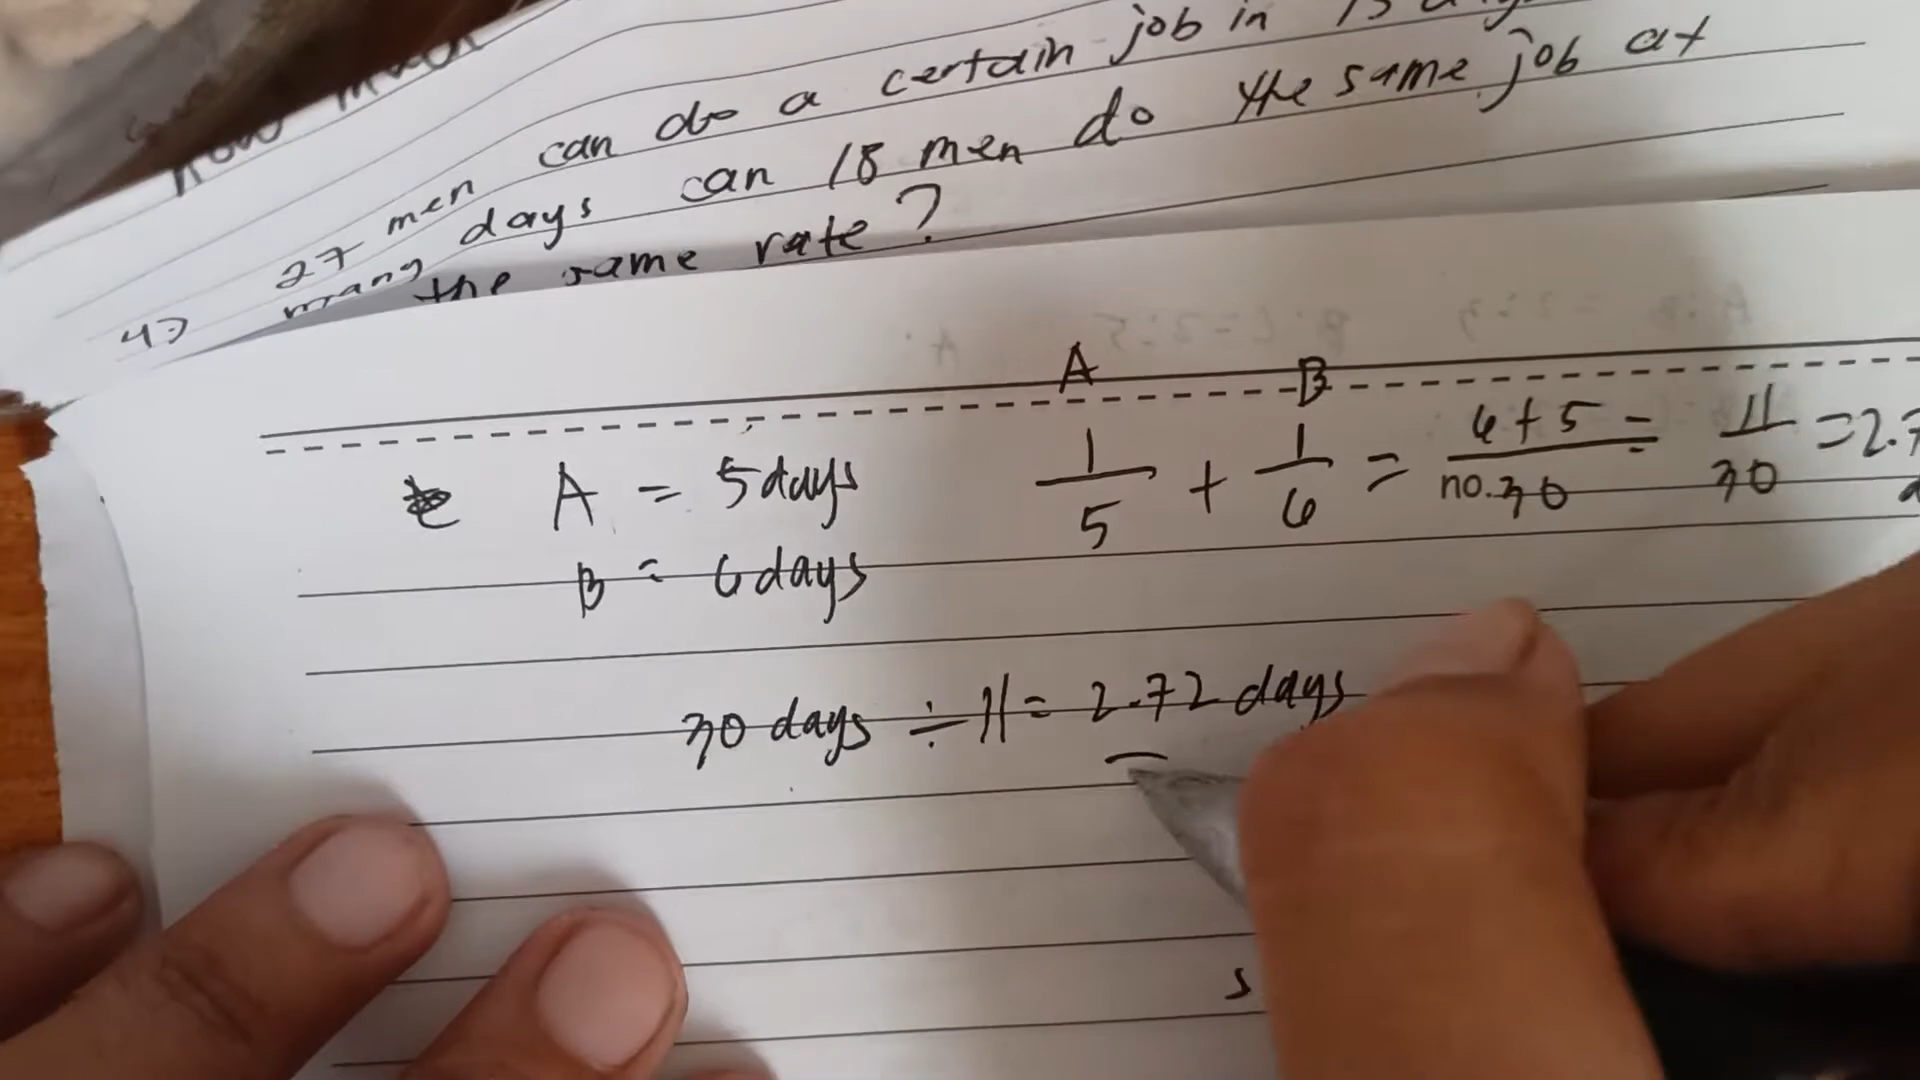 can do a certain job in 15
47 27 men
many days can 18 men do the same job at
the same rate?
A B
A = 5 days 1/5 + 1/6 = 6+5/no.30 = 11/30 = 2.7
B = 6 days
30 days ÷ 11 = 2.72 days
s